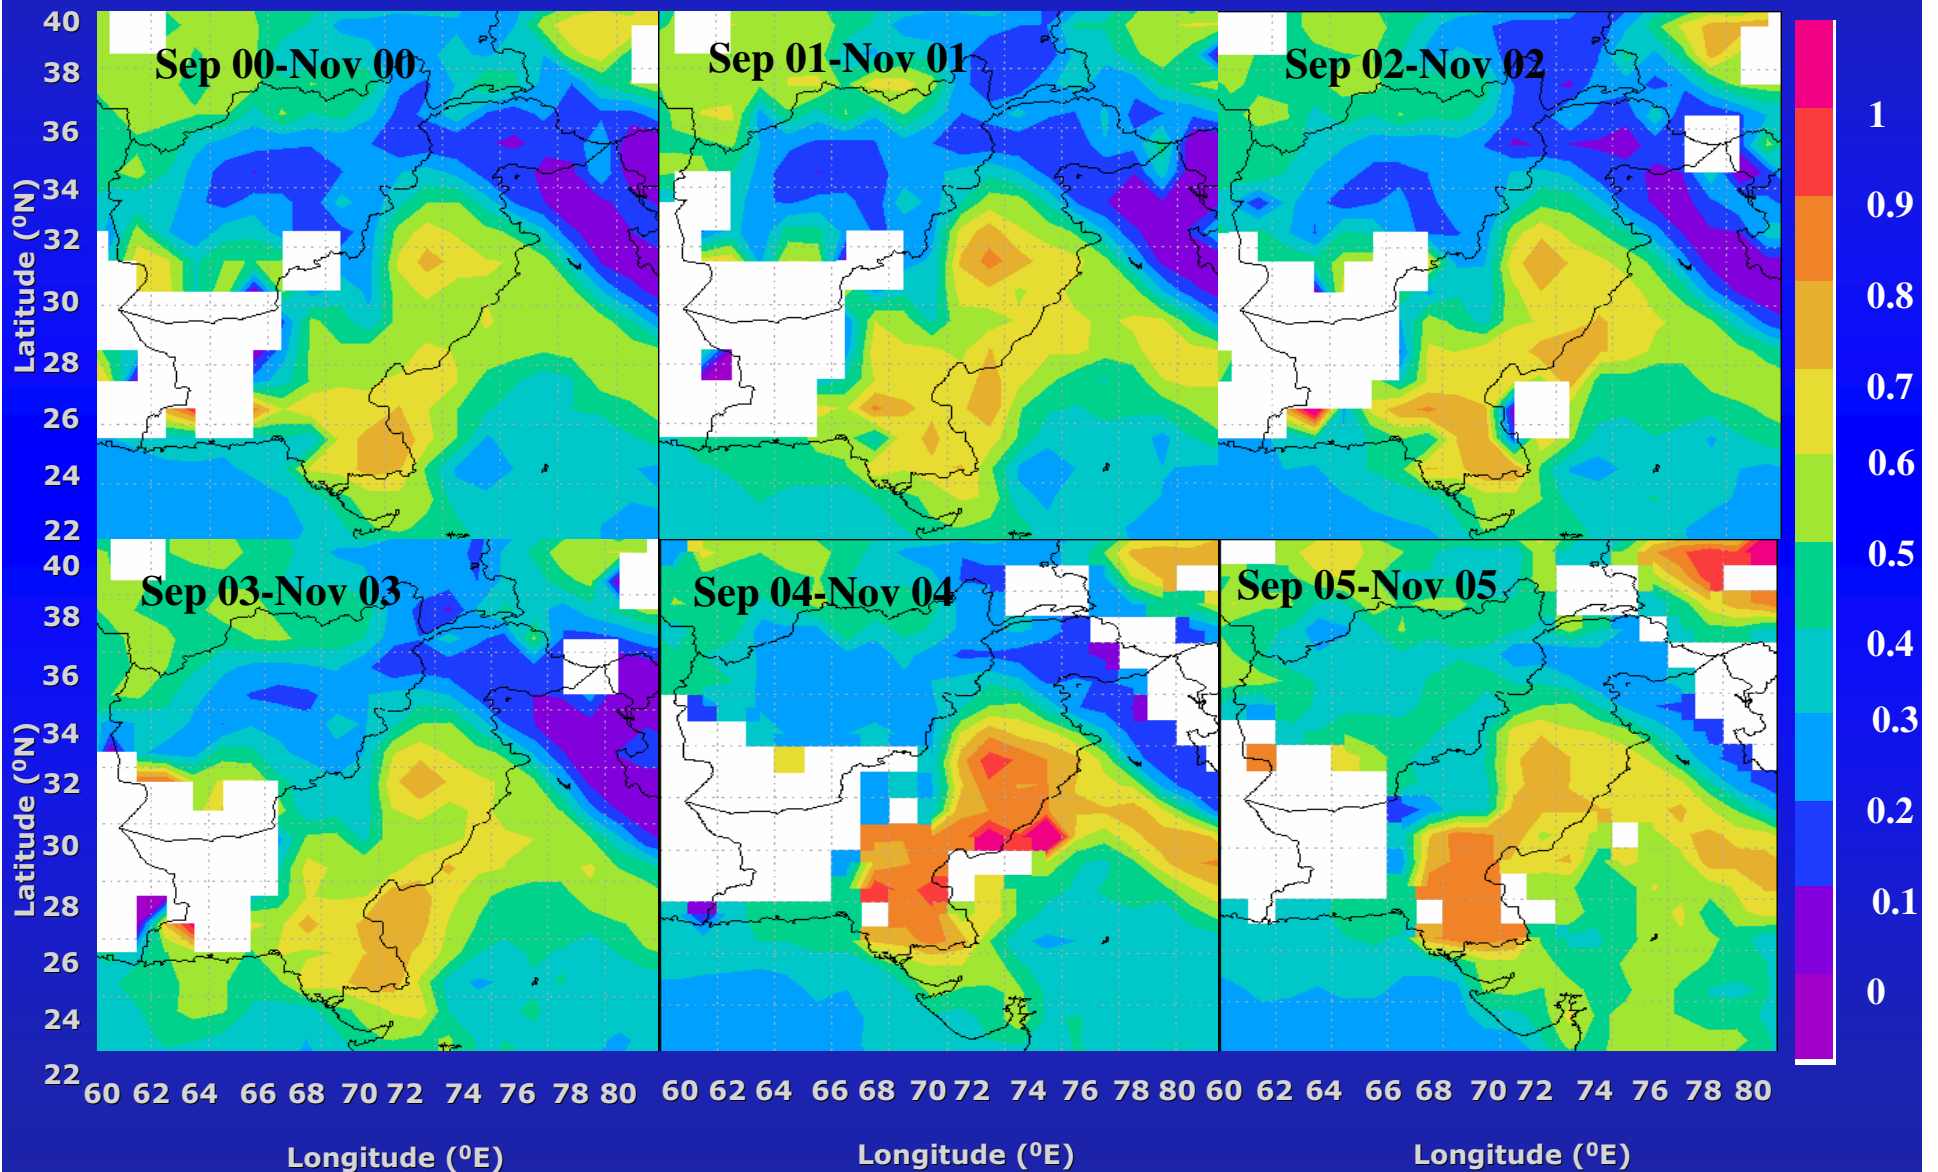 Sep 00-Nov 00
Sep 01-Nov 01
Sep 02-Nov 02
40
38
36
34
32
30
28
26
24
22
Latitude (⁰N)
Sep 03-Nov 03
Sep 04-Nov 04
Sep 05-Nov 05
40
38
36
34
32
30
28
26
24
22
Latitude (⁰N)
1
0.9
0.8
0.7
0.6
0.5
0.4
0.3
0.2
0.1
0
60 62 64 66 68 70 72 74 76 78 80
60 62 64 66 68 70 72 74 76 78 80
60 62 64 66 68 70 72 74 76 78 80
Longitude (⁰E)
Longitude (⁰E)
Longitude (⁰E)